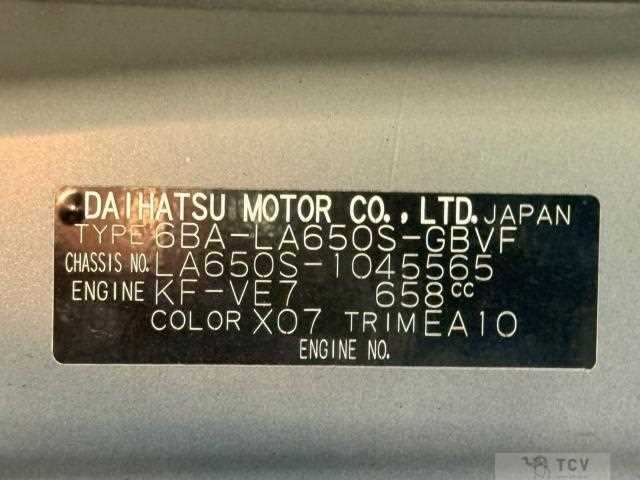 DAIHATSU MOTOR CO., LTD. JAPAN
TYPE 6BA-LA650S-GBVF
CHASSIS NO. LA650S-1045565
ENGINE KF-VE7 658cc
COLOR X07 TRIM EA10
ENGINE NO.
TCV